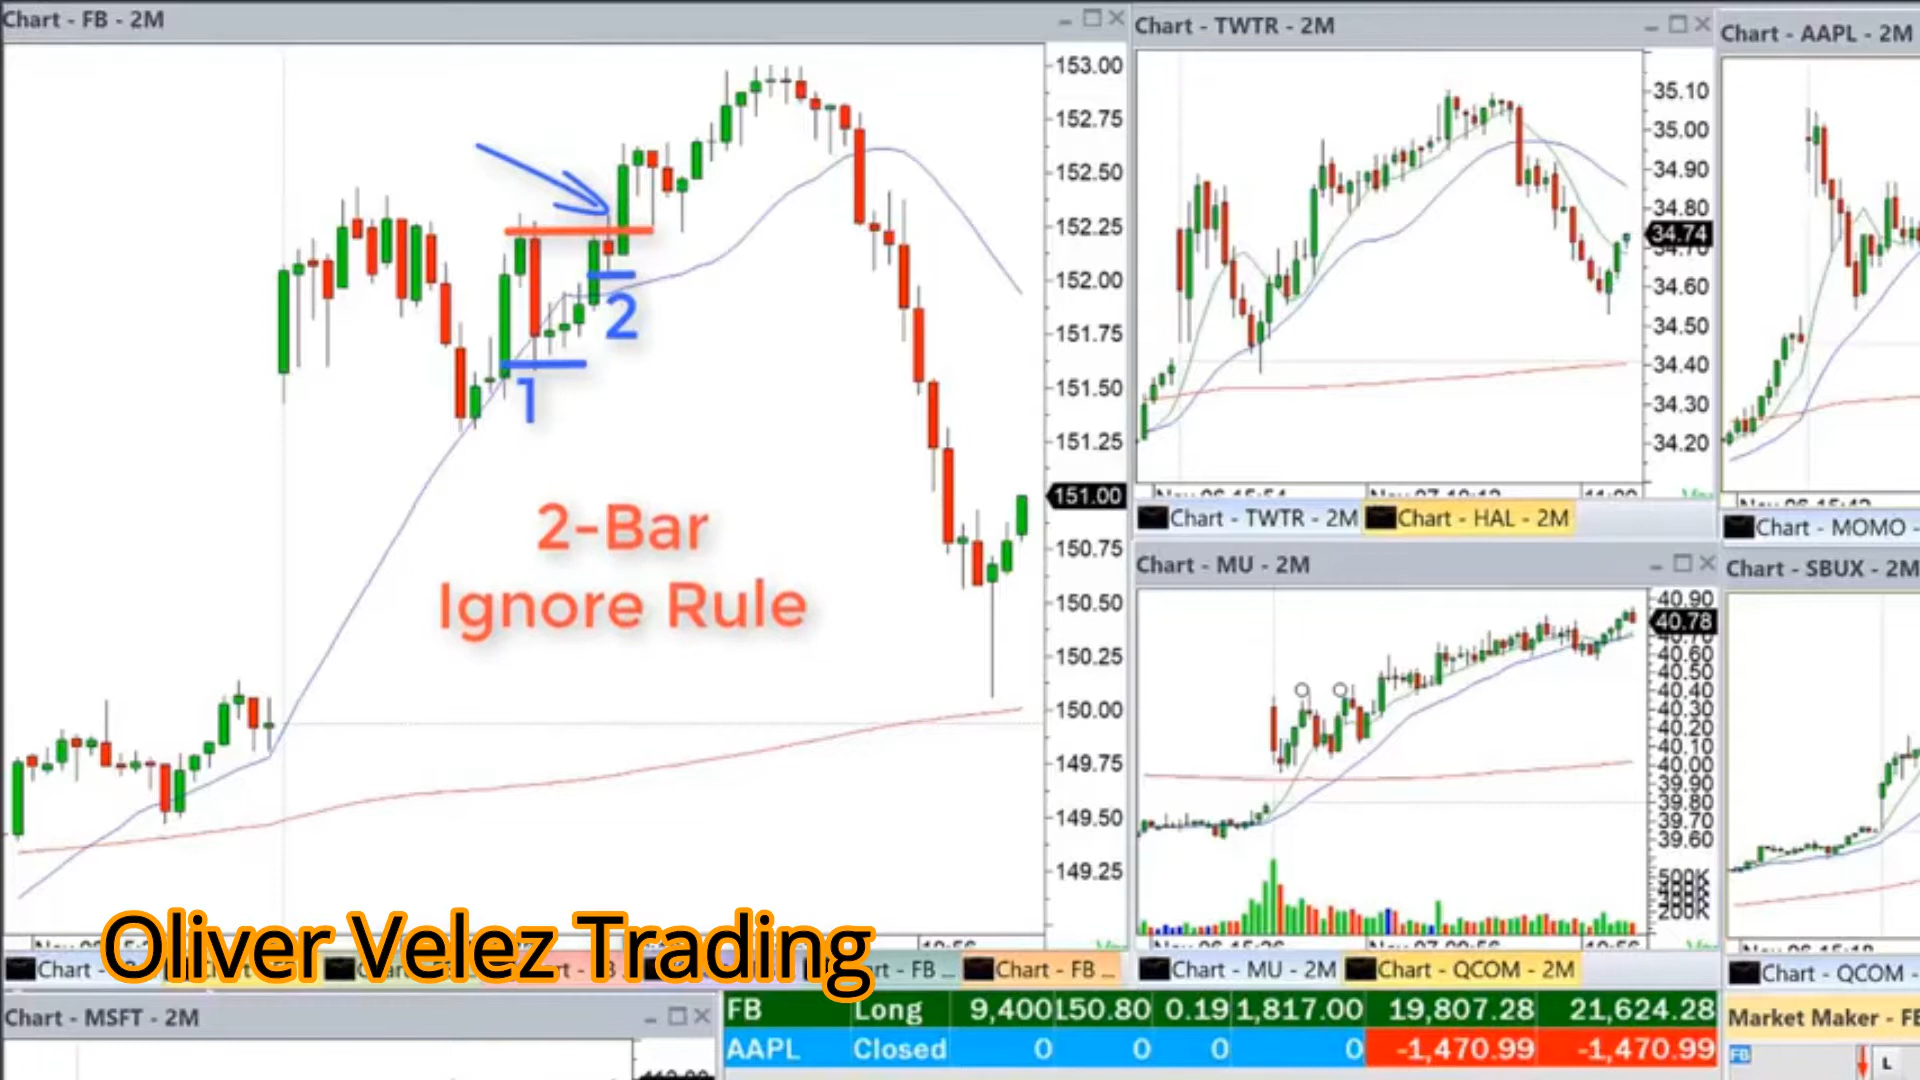 Chart - FB - 2M
153.00
152.75
152.50
152.25
152.00
151.75
151.50
151.25
151.00
150.75
150.50
150.25
150.00
149.75
149.50
149.25
1
2
2-Bar
Ignore Rule
Oliver Velez Trading
Chart - FB ...
Chart - TWTR - 2M
35.10
35.00
34.90
34.80
34.74
34.60
34.50
34.40
34.30
34.20
Chart - TWTR - 2M
Chart - HAL - 2M
Chart - MU - 2M
40.90
40.78
40.60
40.50
40.40
40.30
40.20
40.10
40.00
39.90
39.80
39.70
39.60
500K
400K
200K
Chart - MU - 2M
Chart - QCOM - 2M
Chart - AAPL - 2M
Chart - MOMO -
Chart - SBUX - 2M
Chart - QCOM -
Chart - MSFT - 2M
FB Long 9,400 150.80 0.19 1,817.00 19,807.28 21,624.28
AAPL Closed 0 0 0 0 -1,470.99 -1,470.99
Market Maker - FB
FB
L